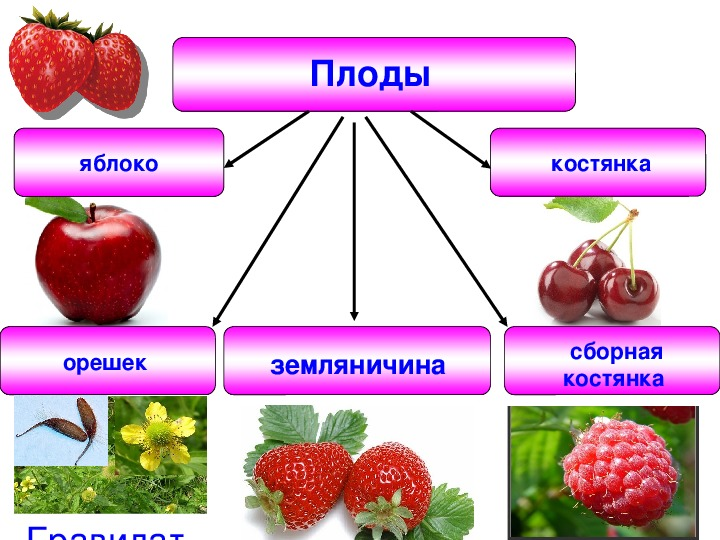 Плоды
яблоко
костянка
орешек
земляничина
сборная
костянка
Гравилат